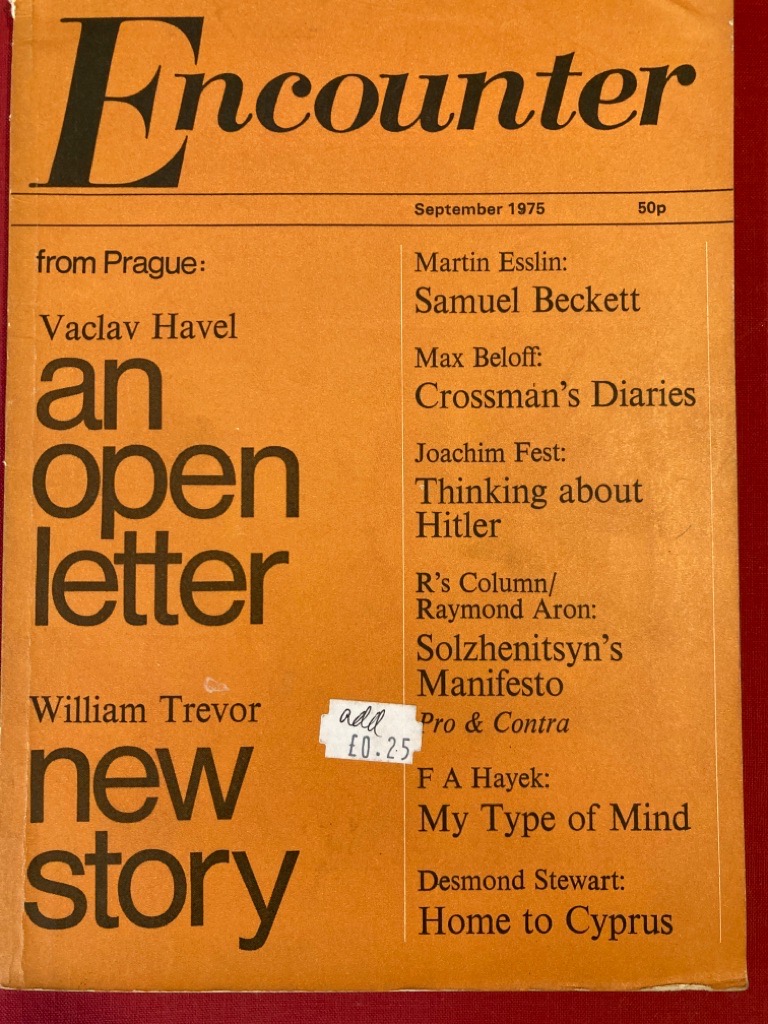 Encounter
September 1975 50p
from Prague:
Vaclav Havel
an
open
letter
William Trevor
new
story
add
£0.25
Martin Esslin:
Samuel Beckett
Max Beloff:
Crossman's Diaries
Joachim Fest:
Thinking about
Hitler
R's Column/
Raymond Aron:
Solzhenitsyn's
Manifesto
Pro & Contra
F A Hayek:
My Type of Mind
Desmond Stewart:
Home to Cyprus